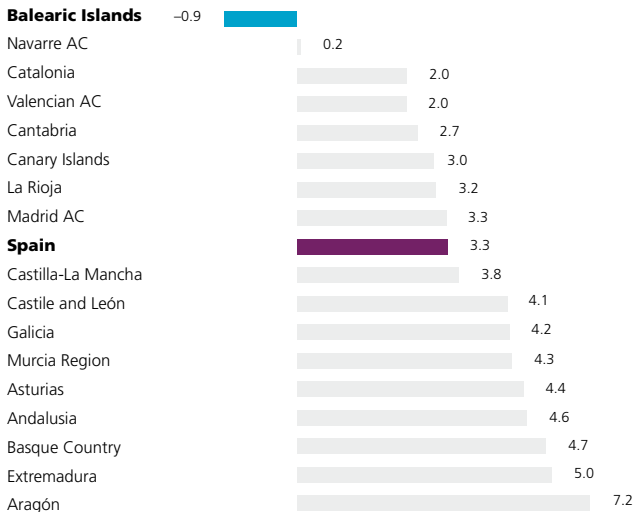 Balearic Islands –0.9
Navarre AC 0.2
Catalonia 2.0
Valencian AC 2.0
Cantabria 2.7
Canary Islands 3.0
La Rioja 3.2
Madrid AC 3.3
Spain 3.3
Castilla-La Mancha 3.8
Castile and León 4.1
Galicia 4.2
Murcia Region 4.3
Asturias 4.4
Andalusia 4.6
Basque Country 4.7
Extremadura 5.0
Aragón 7.2